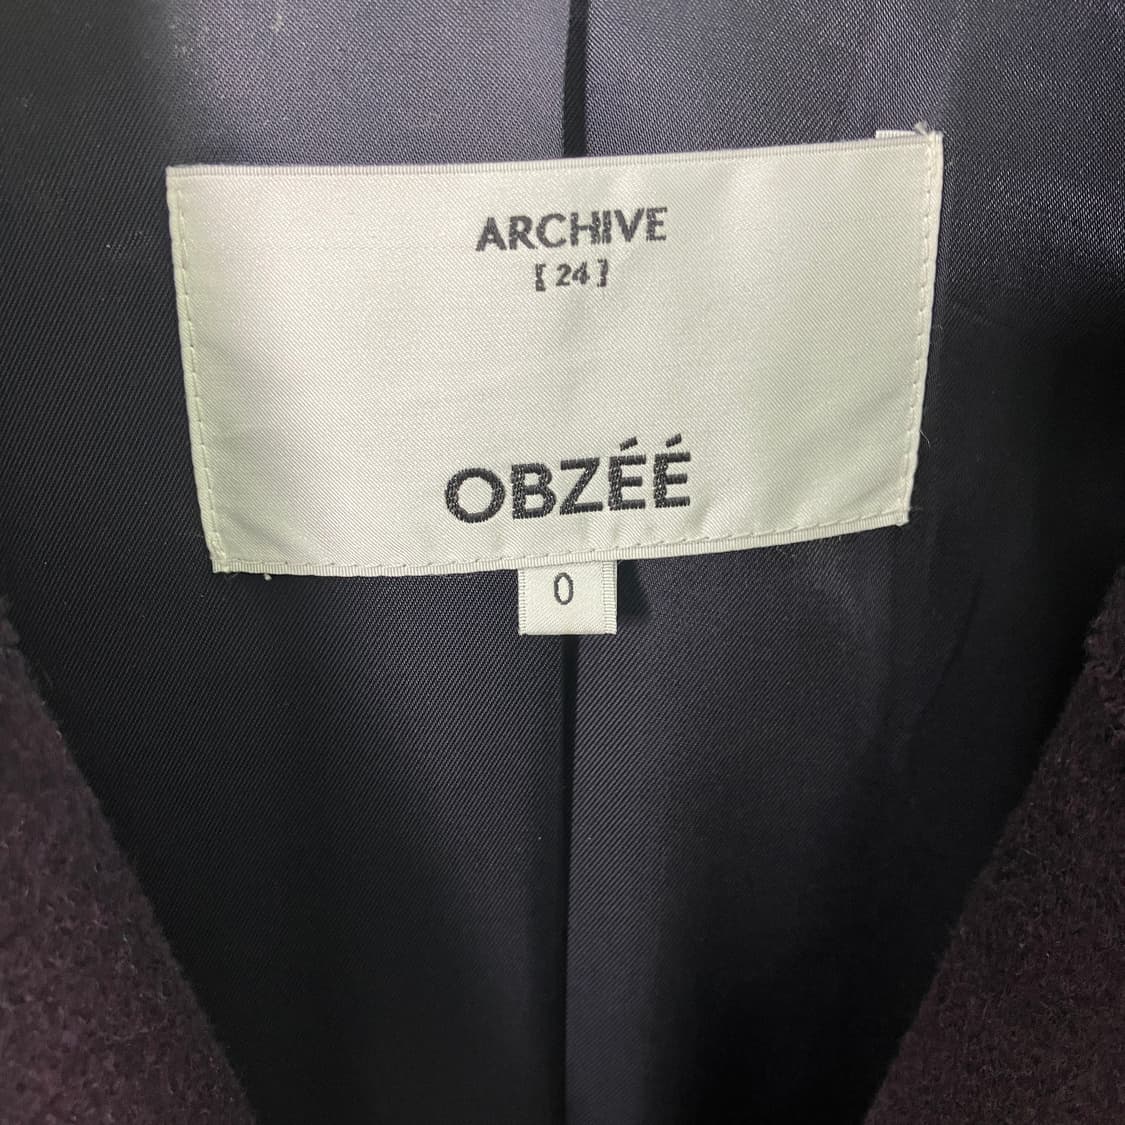 ARCHIVE
[ 24 ]
OBZÉÉ
0